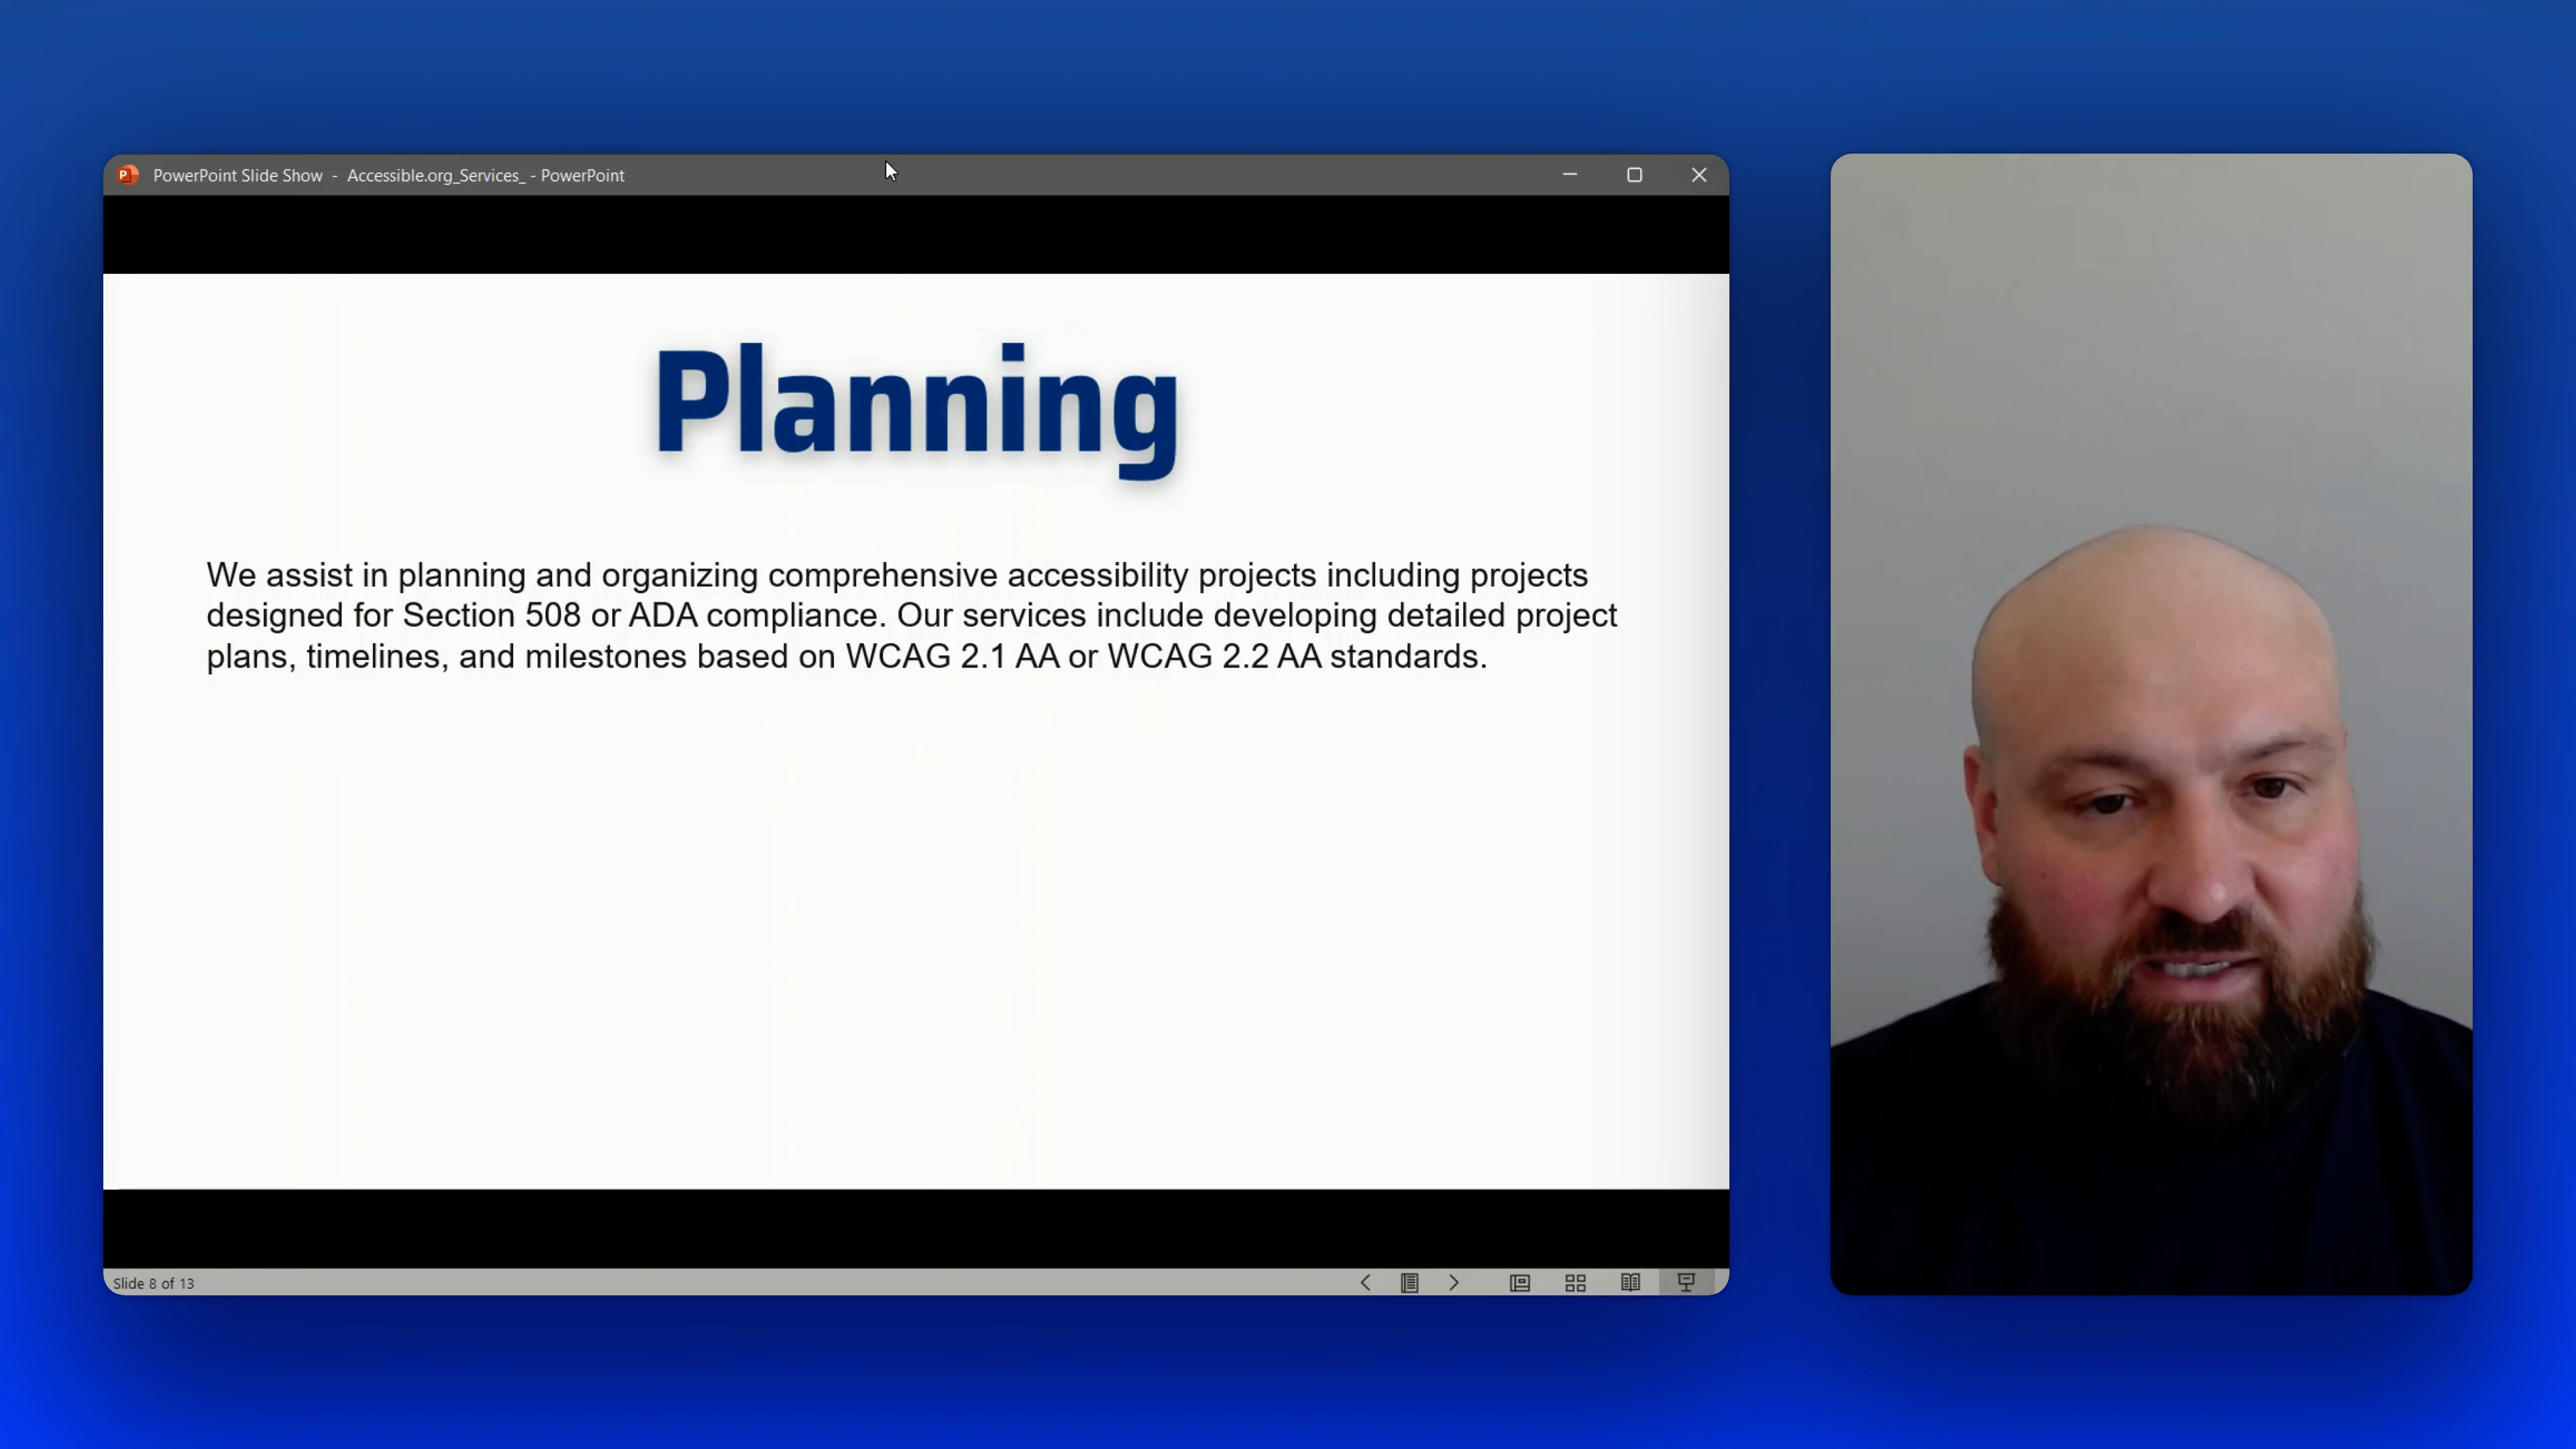 PowerPoint Slide Show - Accessible.org_Services_ - PowerPoint
Planning
We assist in planning and organizing comprehensive accessibility projects including projects
designed for Section 508 or ADA compliance. Our services include developing detailed project
plans, timelines, and milestones based on WCAG 2.1 AA or WCAG 2.2 AA standards.
Slide 8 of 13